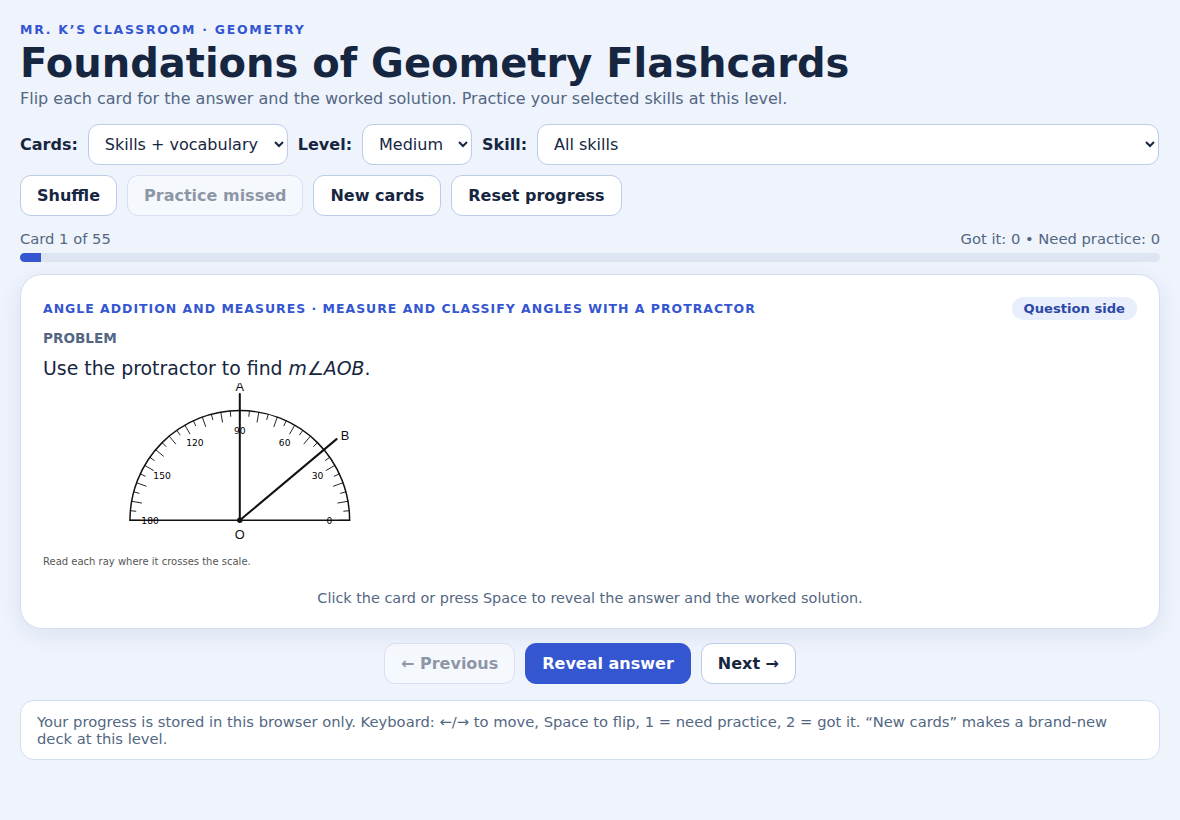 MR. K’S CLASSROOM · GEOMETRY
Foundations of Geometry Flashcards
Flip each card for the answer and the worked solution. Practice your selected skills at this level.
Cards: Skills + vocabulary Level: Medium Skill: All skills
Shuffle Practice missed New cards Reset progress
Card 1 of 55 Got it: 0 • Need practice: 0
ANGLE ADDITION AND MEASURES · MEASURE AND CLASSIFY ANGLES WITH A PROTRACTOR Question side
PROBLEM
Use the protractor to find m∠AOB.
A
90
B
120 60
150 30
180 0
O
Read each ray where it crosses the scale.
Click the card or press Space to reveal the answer and the worked solution.
← Previous Reveal answer Next →
Your progress is stored in this browser only. Keyboard: ←/→ to move, Space to flip, 1 = need practice, 2 = got it. “New cards” makes a brand-new
deck at this level.